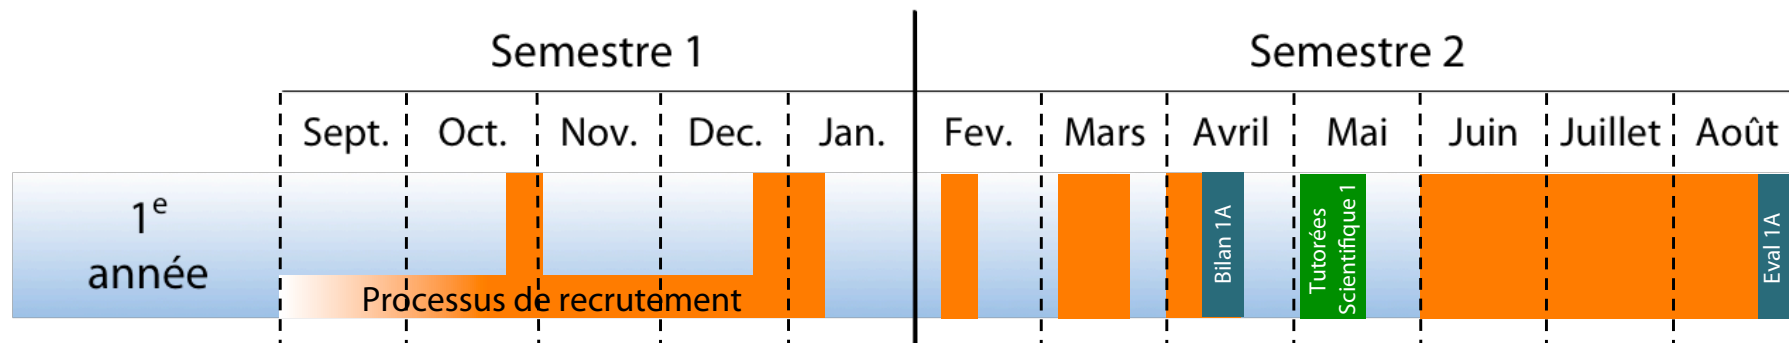 Semestre 1
Semestre 2
Sept.
Oct.
Nov.
Dec.
Jan.
Fev.
Mars
Avril
Mai
Juin
Juillet
Août
1e
année
Processus de recrutement
Bilan 1A
Tutorées
Scientifique 1
Eval 1A